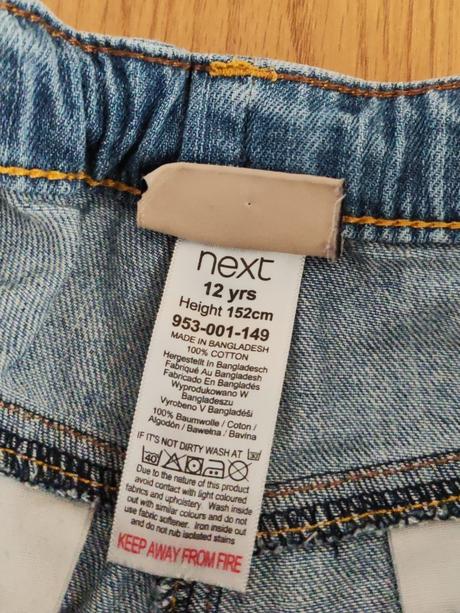 next
12 yrs
Height 152cm
953-001-149
MADE IN BANGLADESH
100% COTTON
Hergestellt In Bangladesch
Fabriqué Au Bangladès
Fabricado En Bangladés
Wyprodukowano W
Bangladeszu
Vyrobeno V Bangladéši
100% Baumwolle / Coton /
Algodón / Bawełna / Bavlna
IF IT'S NOT DIRTY WASH AT 30
40
Due to the nature of this product
avoid contact with light coloured
fabrics and upholstery. Wash inside
out with similar colours and do not
use fabric softener. Iron inside out
and do not rub isolated stains
KEEP AWAY FROM FIRE